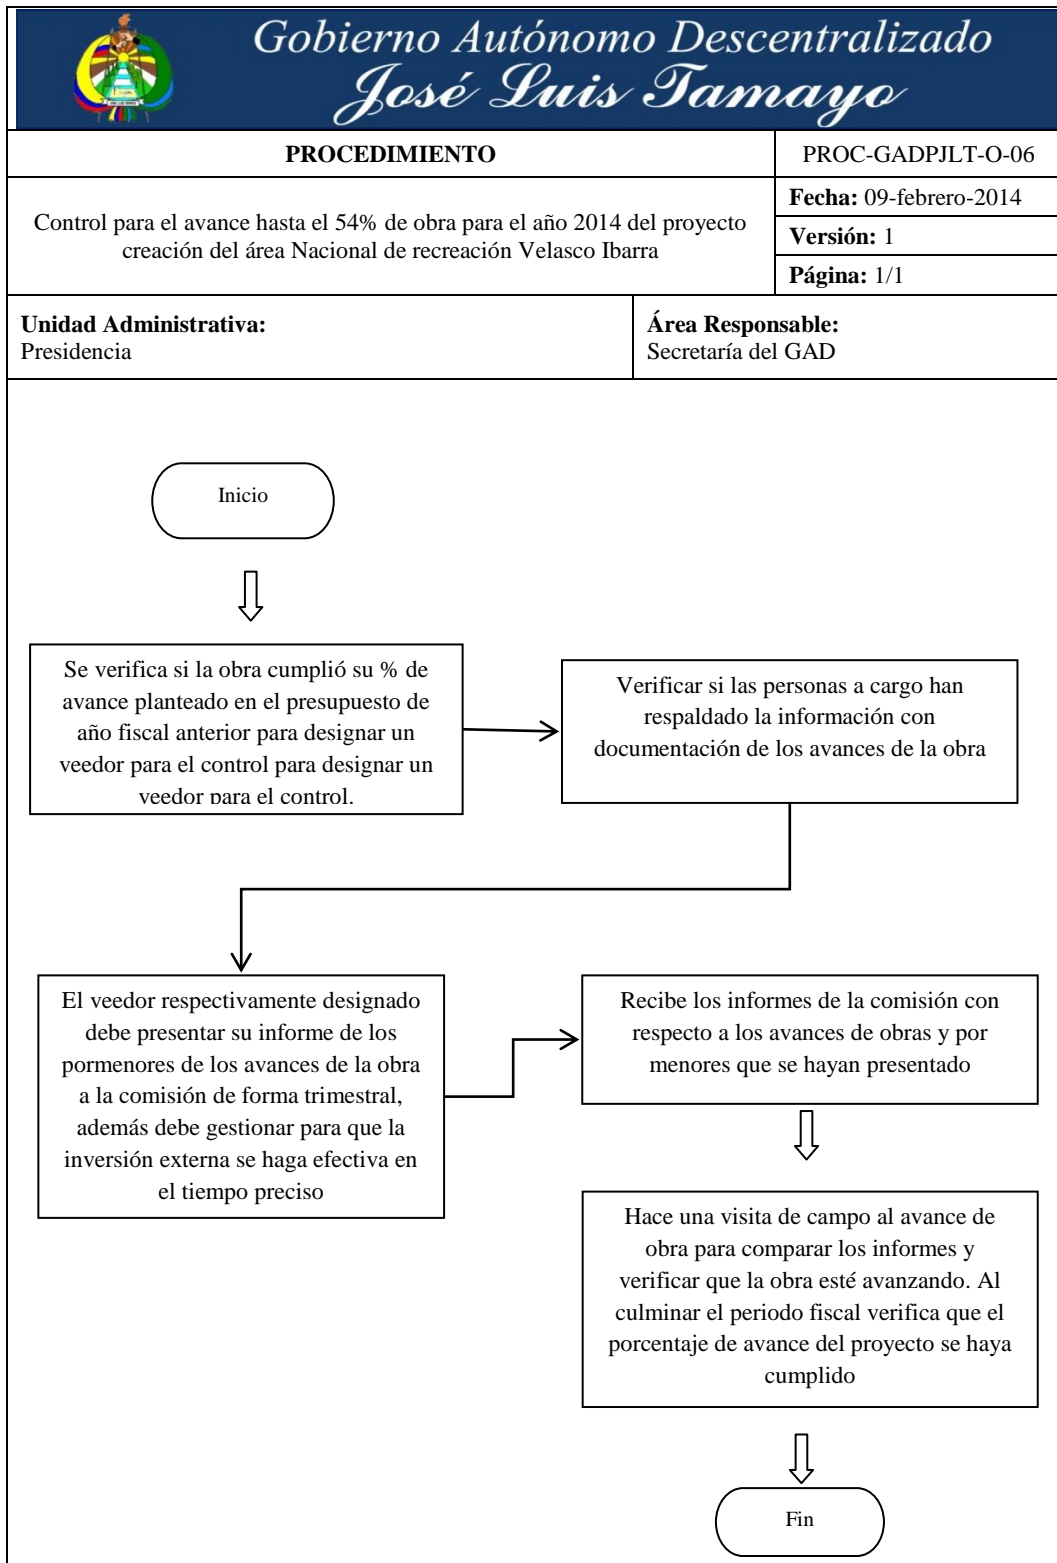 Gobierno Autónomo Descentralizado
José Luis Tamayo
PROCEDIMIENTO
PROC-GADPJLT-O-06
Control para el avance hasta el 54% de obra para el año 2014 del proyecto
creación del área Nacional de recreación Velasco Ibarra
Fecha: 09-febrero-2014
Versión: 1
Página: 1/1
Unidad Administrativa:
Presidencia
Área Responsable:
Secretaría del GAD
Inicio
Se verifica si la obra cumplió su % de
avance planteado en el presupuesto de
año fiscal anterior para designar un
veedor para el control para designar un
veedor para el control.
Verificar si las personas a cargo han
respaldado la información con
documentación de los avances de la obra
El veedor respectivamente designado
debe presentar su informe de los
pormenores de los avances de la obra
a la comisión de forma trimestral,
además debe gestionar para que la
inversión externa se haga efectiva en
el tiempo preciso
Recibe los informes de la comisión con
respecto a los avances de obras y por
menores que se hayan presentado
Hace una visita de campo al avance de
obra para comparar los informes y
verificar que la obra esté avanzando. Al
culminar el periodo fiscal verifica que el
porcentaje de avance del proyecto se haya
cumplido
Fin